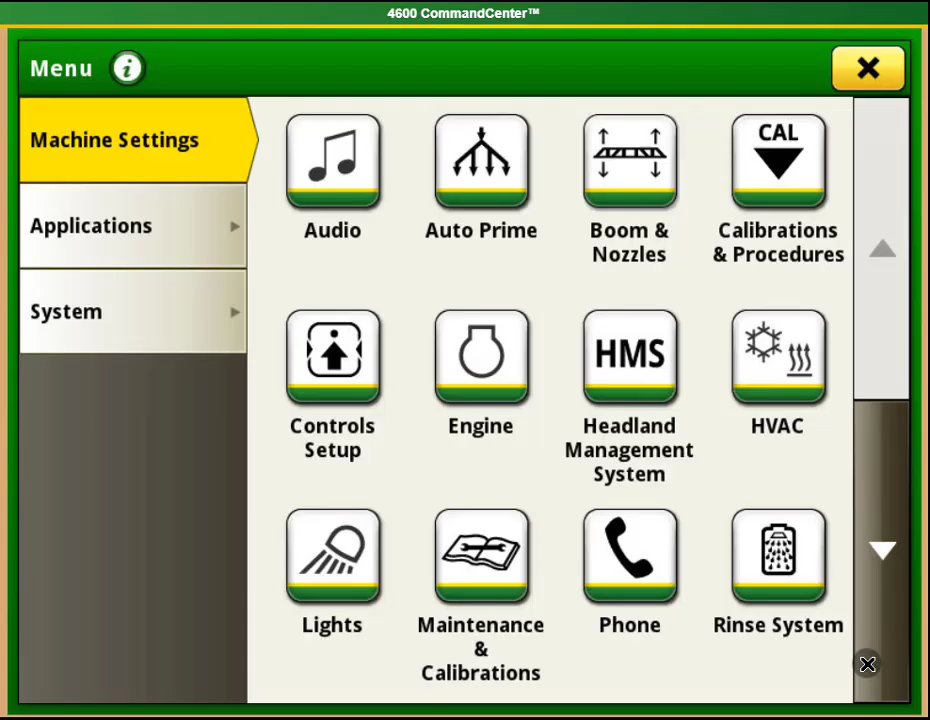 4600 CommandCenter™
Menu
Machine Settings
Applications
System
Audio
Auto Prime
Boom &
Nozzles
CAL
Calibrations
& Procedures
Controls
Setup
Engine
HMS
Headland
Management
System
HVAC
Lights
Maintenance
&
Calibrations
Phone
Rinse System